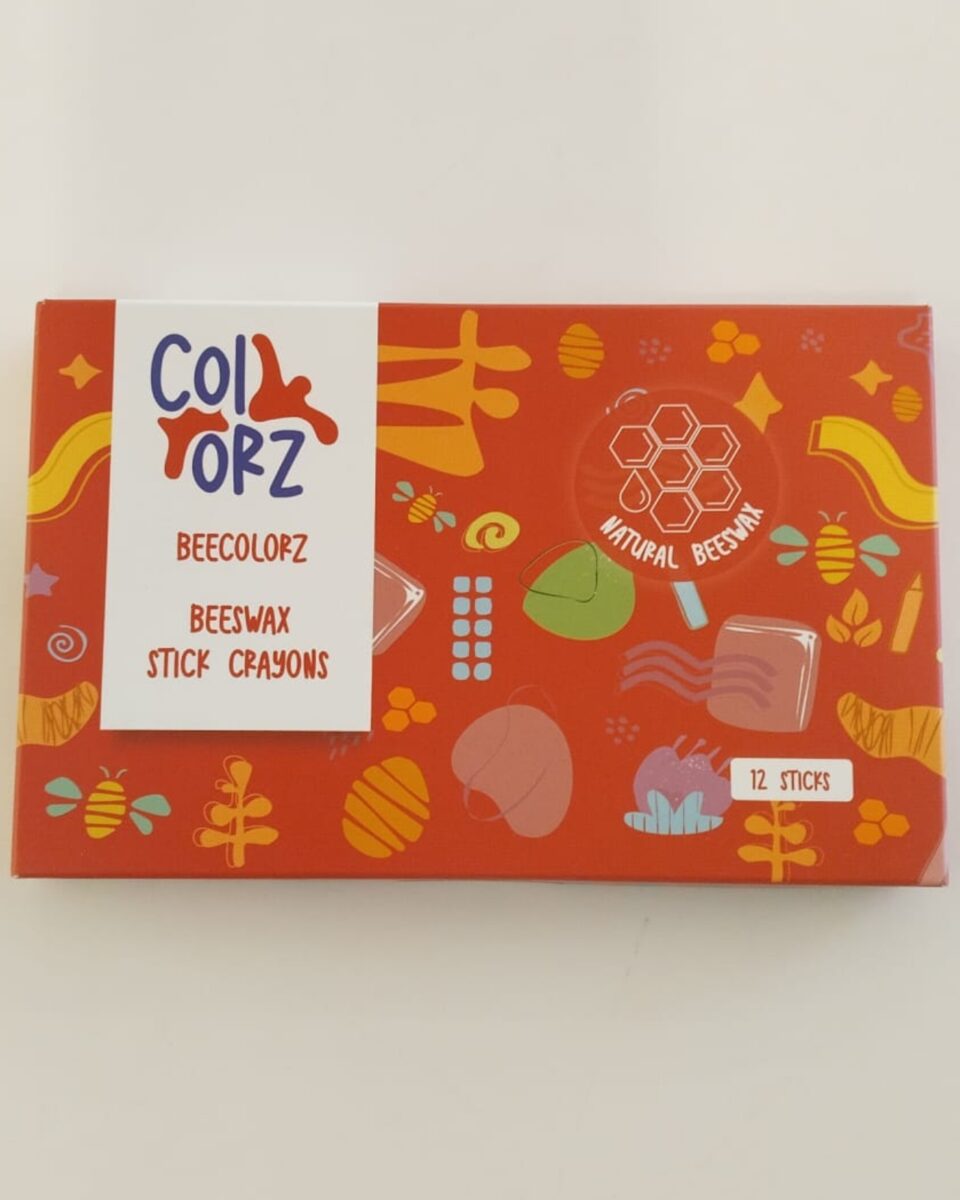 COl
ORZ
BEECOLORZ
BEESWAX
STICK CRAYONS
NATURAL BEESWAX
12 STICKS